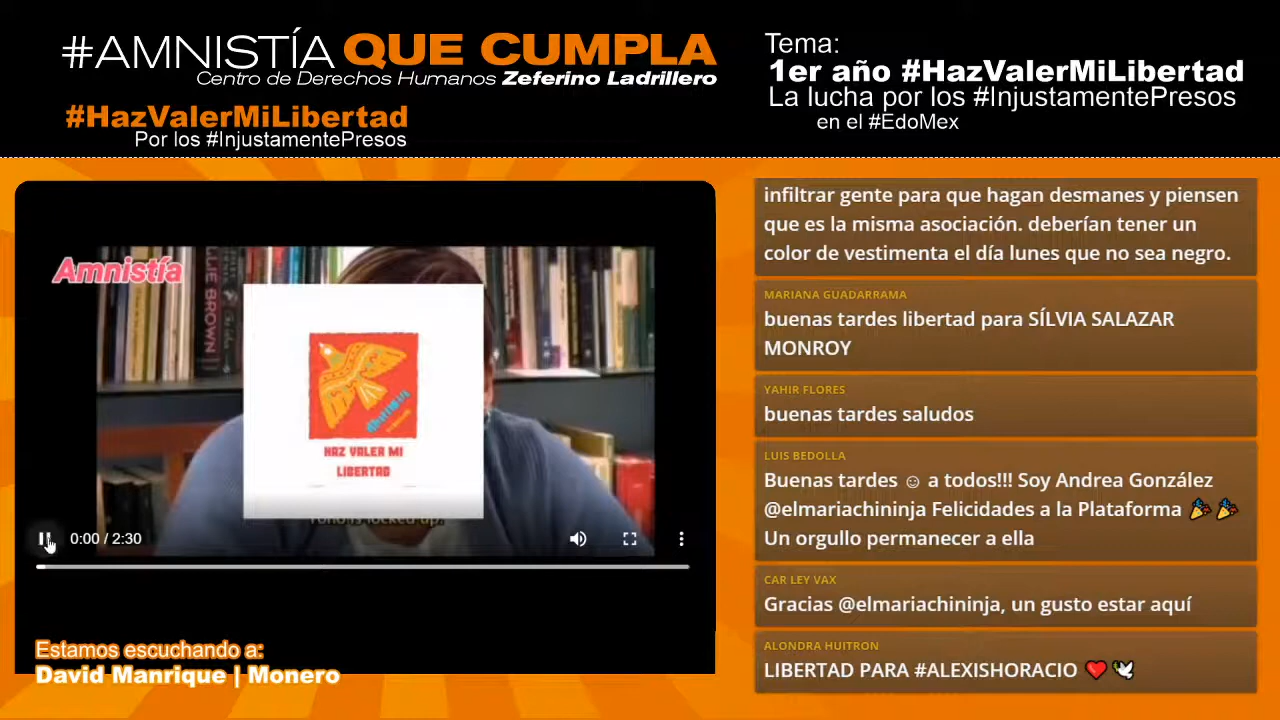 #AMNISTÍA QUE CUMPLA
Centro de Derechos Humanos Zeferino Ladrillero
#HazValerMiLibertad
Por los #InjustamentePresos
Tema:
1er año #HazValerMiLibertad
La lucha por los #InjustamentePresos
en el #EdoMex
Amnistía
LLIE BROWN
HAZ VALER MI
LIBERTAD
locked up.
0:00 / 2:30
Estamos escuchando a:
David Manrique | Monero
infiltrar gente para que hagan desmanes y piensen
que es la misma asociación. deberían tener un
color de vestimenta el día lunes que no sea negro.
MARIANA GUADARRAMA
buenas tardes libertad para SÍLVIA SALAZAR
MONROY
YAHIR FLORES
buenas tardes saludos
LUIS BEDOLLA
Buenas tardes ☺ a todos!!! Soy Andrea González
@elmariachininja Felicidades a la Plataforma 🎉 🎉
Un orgullo permanecer a ella
CAR LEY VAX
Gracias @elmariachininja, un gusto estar aquí
ALONDRA HUITRON
LIBERTAD PARA #ALEXISHORACIO ❤️ 🕊️